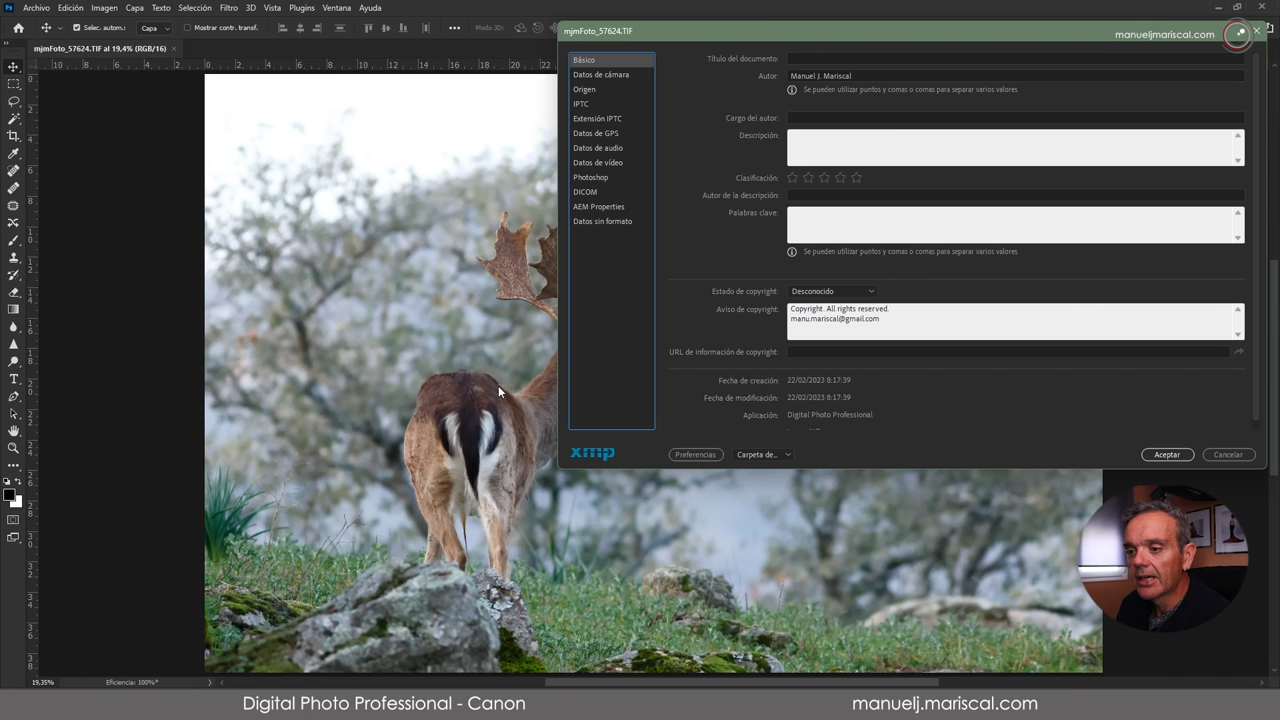 Ps Archivo Edición Imagen Capa Texto Selección Filtro 3D Vista Plugins Ventana Ayuda
Selec. autom.: Capa Mostrar contr. transf. Modo 3D:
mjmFoto_57624.TIF al 19,4% (RGB/16)
mjmFoto_57624.TIF
manueljmariscal.com
Básico
Datos de cámara
Origen
IPTC
Extensión IPTC
Datos de GPS
Datos de audio
Datos de vídeo
Photoshop
DICOM
AEM Properties
Datos sin formato
Título del documento:
Autor: Manuel J. Mariscal
Se pueden utilizar puntos y comas o comas para separar varios valores
Cargo del autor:
Descripción:
Clasificación:
Autor de la descripción:
Palabras clave:
Se pueden utilizar puntos y comas o comas para separar varios valores
Estado de copyright: Desconocido
Aviso de copyright: Copyright. All rights reserved.
manu.mariscal@gmail.com
URL de información de copyright:
Fecha de creación: 22/02/2023 8:17:39
Fecha de modificación: 22/02/2023 8:17:39
Aplicación: Digital Photo Professional
xmp Preferencias Carpeta de... Aceptar Cancelar
19,35% Eficiencia: 100%*
Digital Photo Professional - Canon
manuelj.mariscal.com